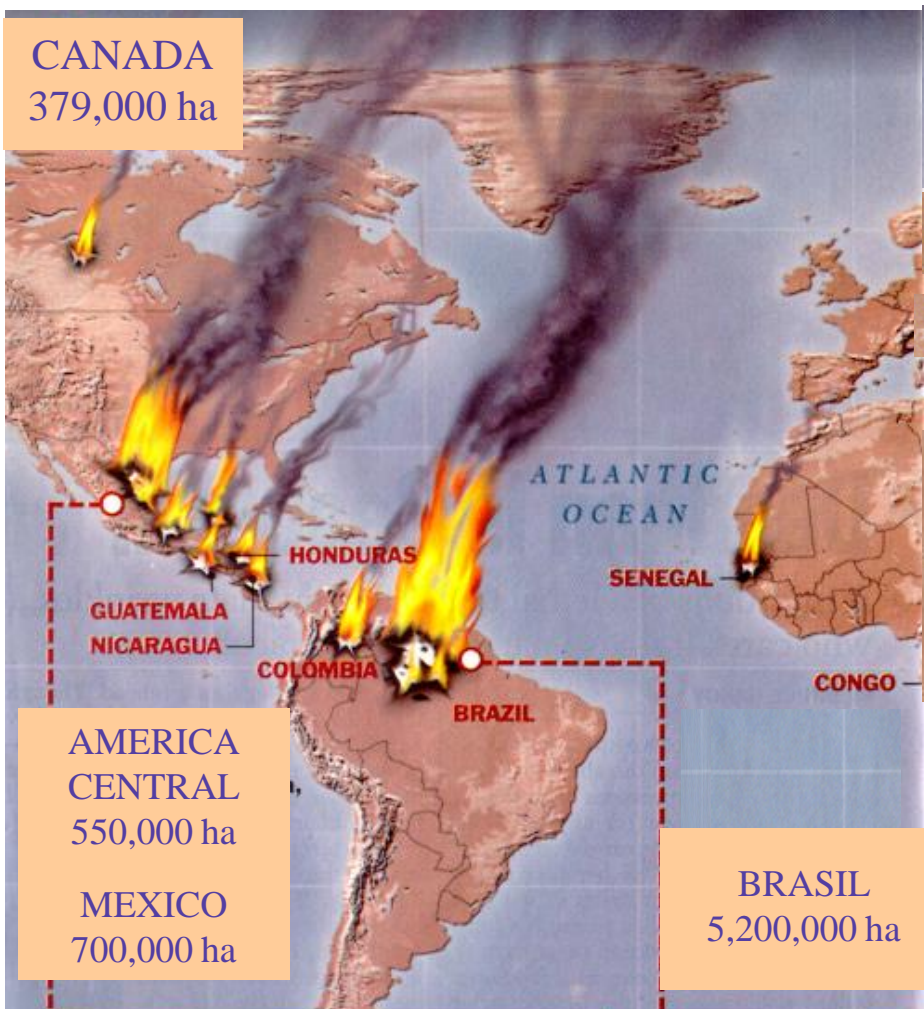 CANADA
379,000 ha
ATLANTIC
OCEAN
HONDURAS
SENEGAL
GUATEMALA
NICARAGUA
COLOMBIA
CONGO
BRAZIL
AMERICA
CENTRAL
550,000 ha
MEXICO
700,000 ha
BRASIL
5,200,000 ha